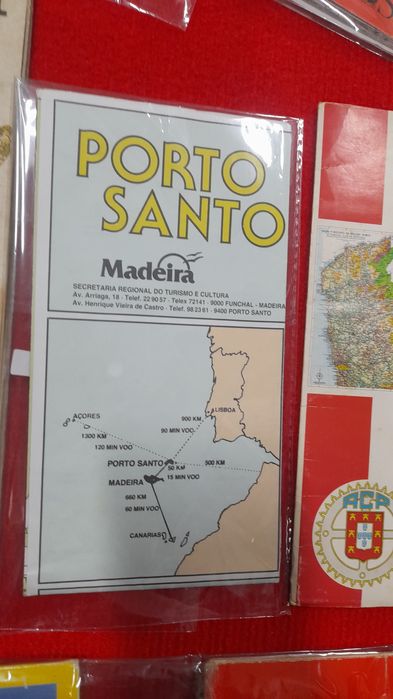 PORTO
SANTO
Madeira
SECRETARIA REGIONAL DO TURISMO E CULTURA
Av. Arriaga, 18 - Telef. 2290 57 - Telex 72141 - 9000 FUNCHAL - MADEIRA
Av. Henrique Vieira de Castro - Telef. 98 23 61 - 9400 PORTO SANTO
AÇORES
1300 KM
120 MIN VOO
900 KM
LISBOA
90 MIN VOO
PORTO SANTO
50 KM
500 KM
MADEIRA
15 MIN VOO
660 KM
60 MIN VOO
CANARIAS
ACP